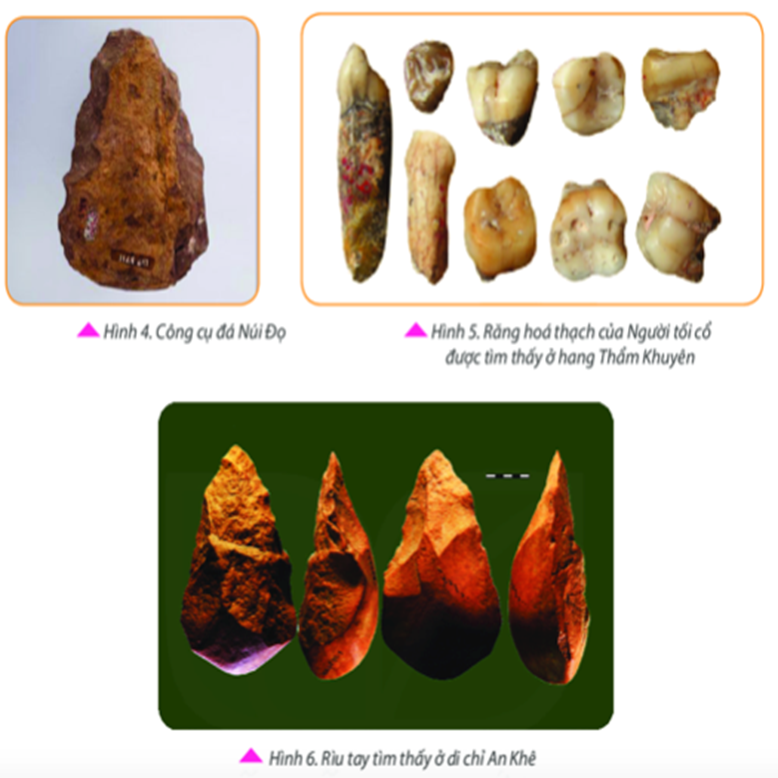 Hình 4. Công cụ đá Núi Đọ
Hình 5. Răng hoá thạch của Người tối cổ
được tìm thấy ở hang Thẩm Khuyên
Hình 6. Rìu tay tìm thấy ở di chỉ An Khê